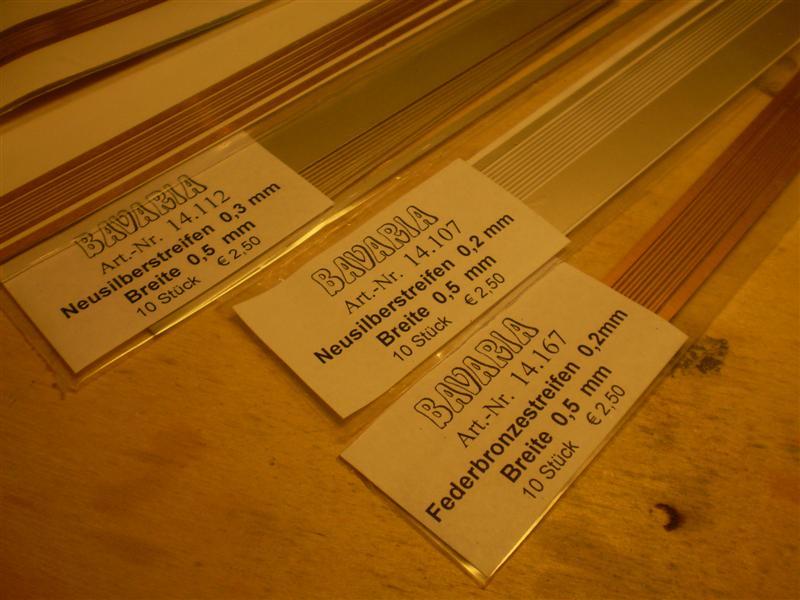 BAVARIA
Art.-Nr. 14.112
Neusilberstreifen 0,3 mm
Breite 0,5 mm
10 Stück € 2,50
BAVARIA
Art.-Nr. 14.107
Neusilberstreifen 0,2 mm
Breite 0,5 mm
10 Stück € 2,50
BAVARIA
Art.-Nr. 14.167
Federbronzestreifen 0,2mm
Breite 0,5 mm
10 Stück € 2,50